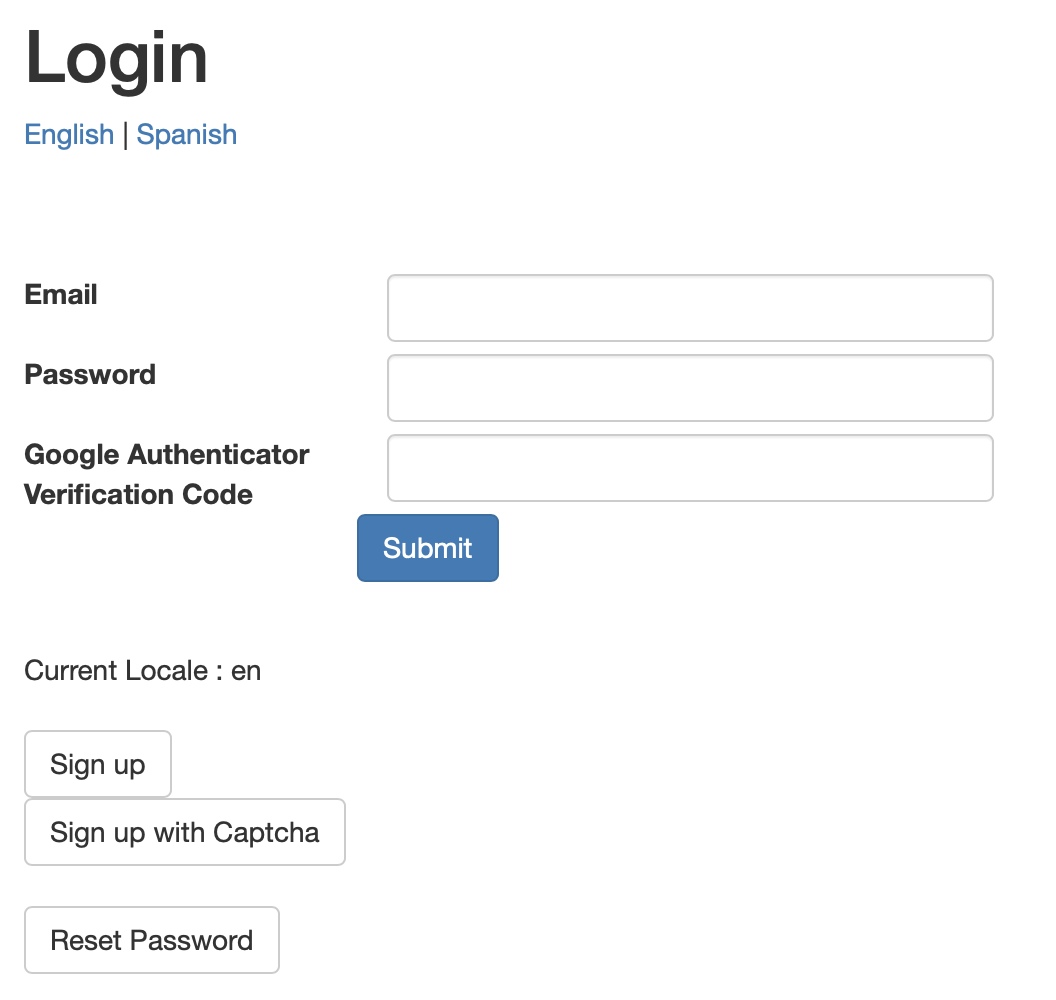 Login
English | Spanish
Email
Password
Google Authenticator
Verification Code
Submit
Current Locale : en
Sign up
Sign up with Captcha
Reset Password